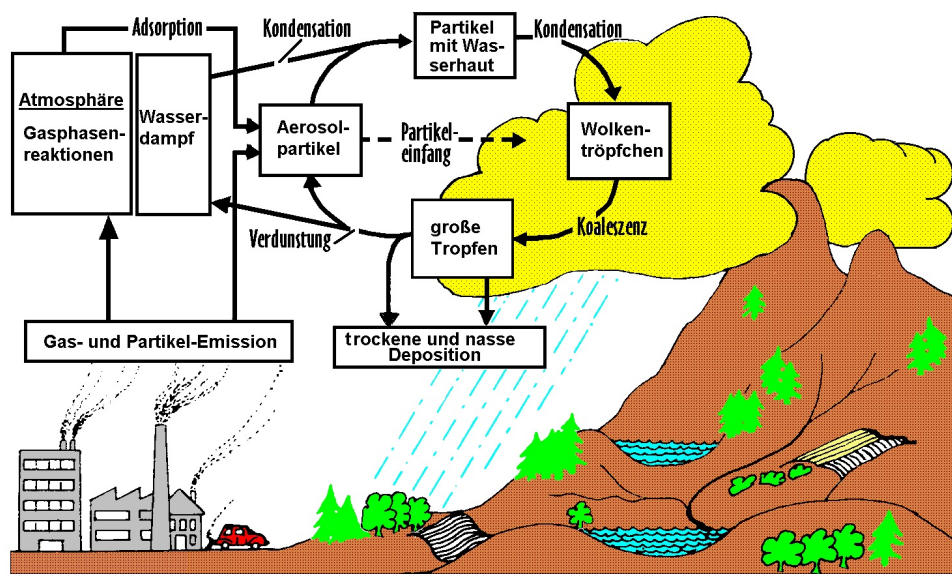 Adsorption
Kondensation
Partikel
mit Was-
serhaut
Kondensation
Atmosphäre
Gasphasen-
reaktionen
Wasser-
dampf
Aerosol-
partikel
Partikel-
einfang
Wolken-
tröpfchen
Verdunstung
große
Tropfen
Koaleszenz
Gas- und Partikel-Emission
trockene und nasse
Deposition